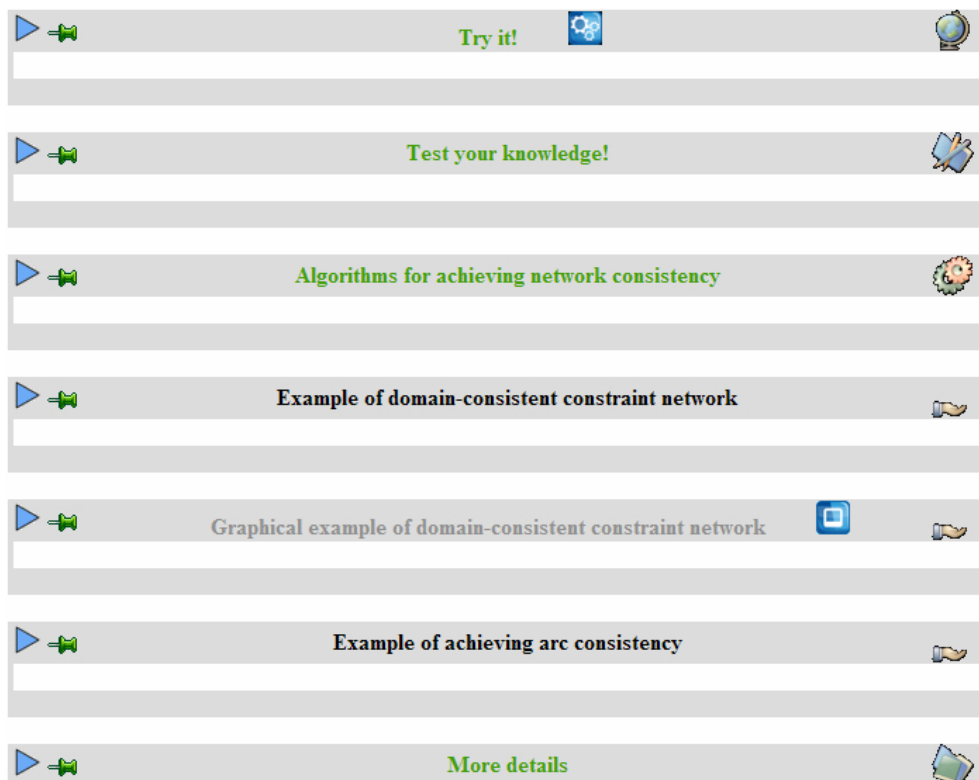 Try it!
Test your knowledge!
Algorithms for achieving network consistency
Example of domain-consistent constraint network
Graphical example of domain-consistent constraint network
Example of achieving arc consistency
More details